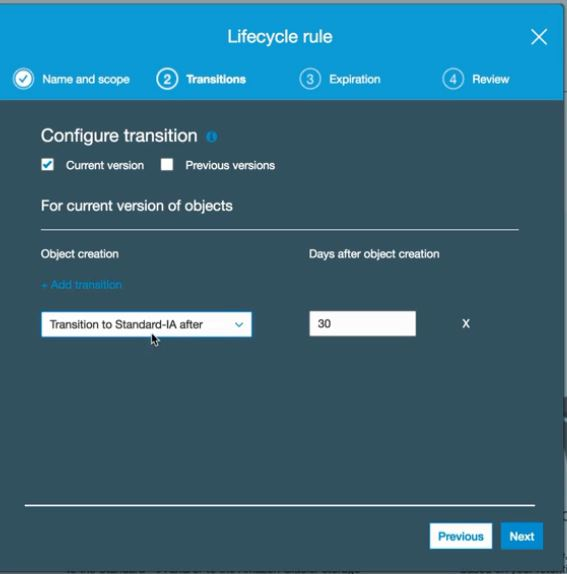 Lifecycle rule
Name and scope 2 Transitions 3 Expiration 4 Review
Configure transition
Current version Previous versions
For current version of objects
Object creation Days after object creation
+ Add transition
Transition to Standard-IA after 30 X
Previous Next